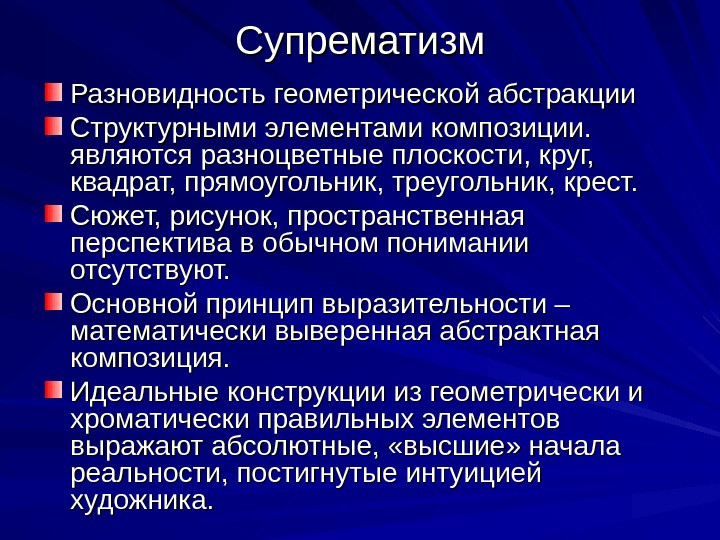 Супрематизм
Разновидность геометрической абстракции
Структурными элементами композиции.
являются разноцветные плоскости, круг,
квадрат, прямоугольник, треугольник, крест.
Сюжет, рисунок, пространственная
перспектива в обычном понимании
отсутствуют.
Основной принцип выразительности –
математически выверенная абстрактная
композиция.
Идеальные конструкции из геометрически и
хроматически правильных элементов
выражают абсолютные, «высшие» начала
реальности, постигнутые интуицией
художника.